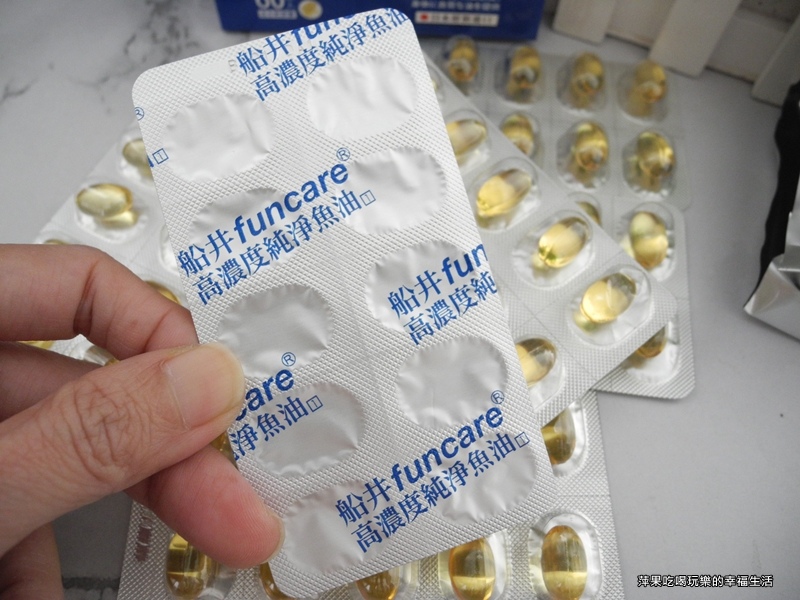 60
船井 fun
高濃度純淨魚油
船井 funcare®
高濃度純淨魚油
船井 fun
高濃度純
care®
淨魚油
船井 funcare®
高濃度純淨魚油
萍果吃喝玩樂的幸福生活